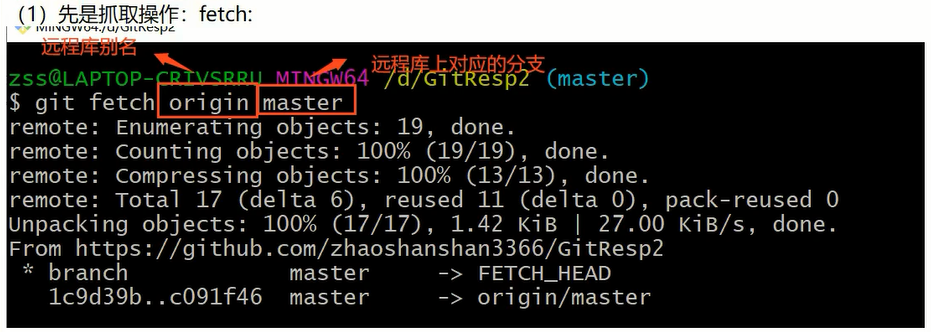 （1）先是抓取操作：fetch:
MINGW64:/d/GitResp2
远程库别名
远程库上对应的分支
zss@LAPTOP-CRIVSRRU MINGW64 /d/GitResp2 (master)
$ git fetch origin master
remote: Enumerating objects: 19, done.
remote: Counting objects: 100% (19/19), done.
remote: Compressing objects: 100% (13/13), done.
remote: Total 17 (delta 6), reused 11 (delta 0), pack-reused 0
Unpacking objects: 100% (17/17), 1.42 KiB | 27.00 KiB/s, done.
From https://github.com/zhaoshanshan3366/GitResp2
 * branch            master     -> FETCH_HEAD
   1c9d39b..c091f46  master     -> origin/master